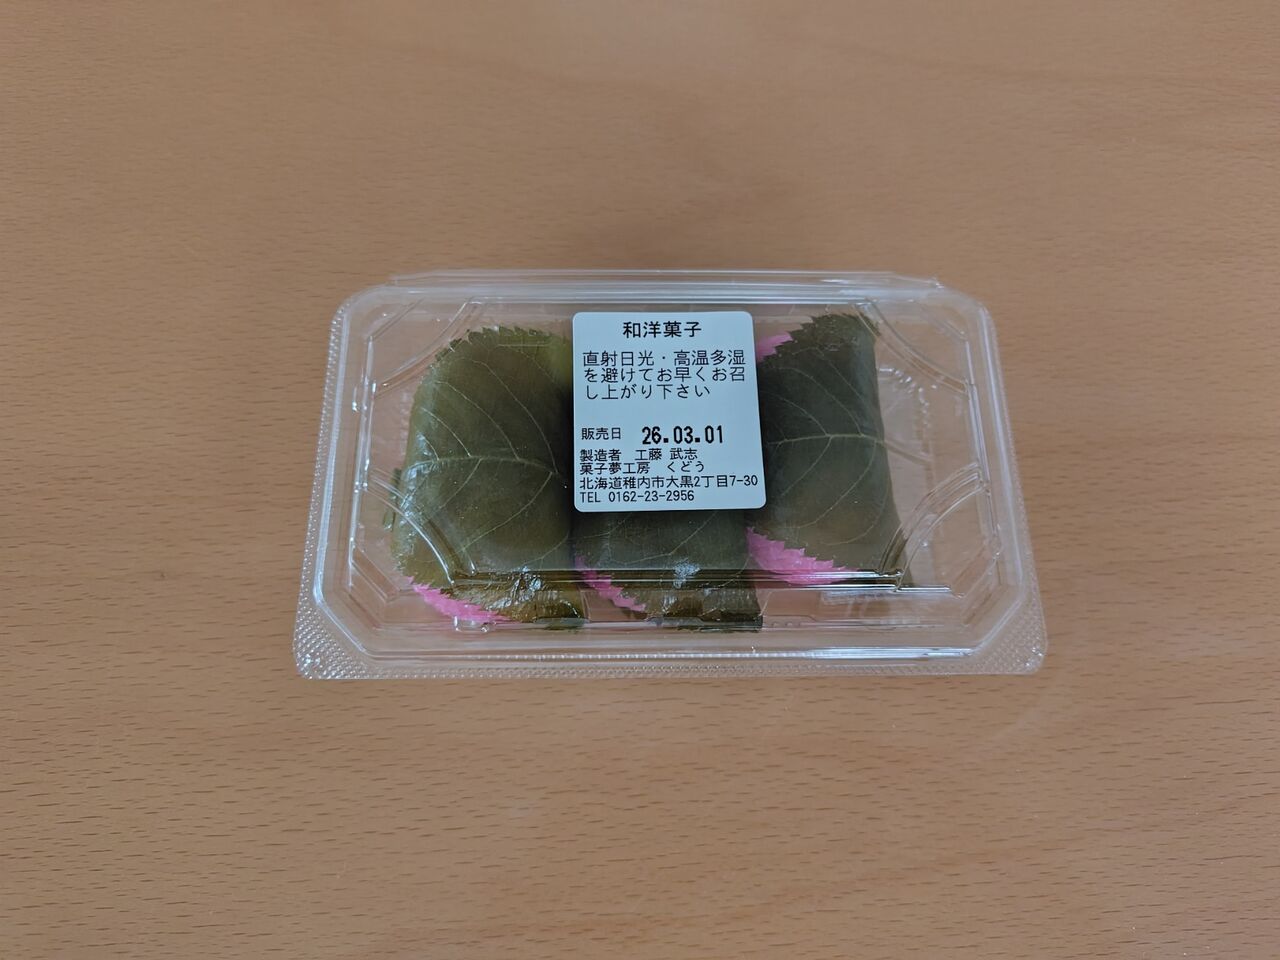 和洋菓子
直射日光・高温多湿
を避けてお早くお召
し上がり下さい
販売日 26.03.01
製造者 工藤 武志
菓子夢工房 くどう
北海道稚内市大黒2丁目7-30
TEL 0162-23-2956